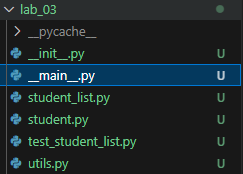 lab_03
__pycache__
__init__.py U
__main__.py U
student_list.py U
student.py U
test_student_list.py U
utils.py U